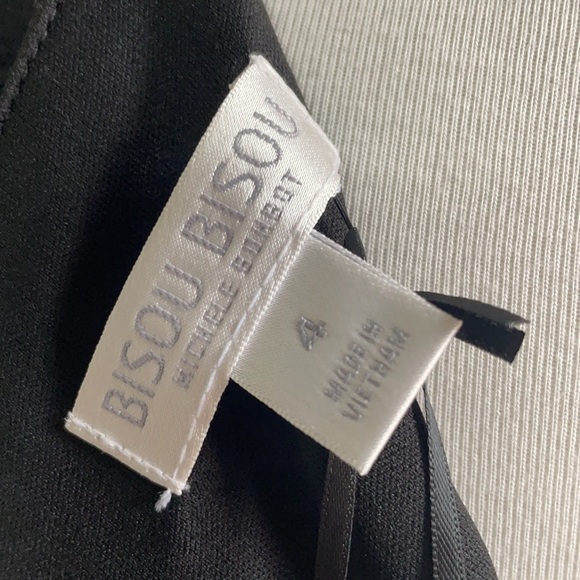 BISOU BISOU
MICHELE BOHBOT
4
MADE IN
VIETNAM